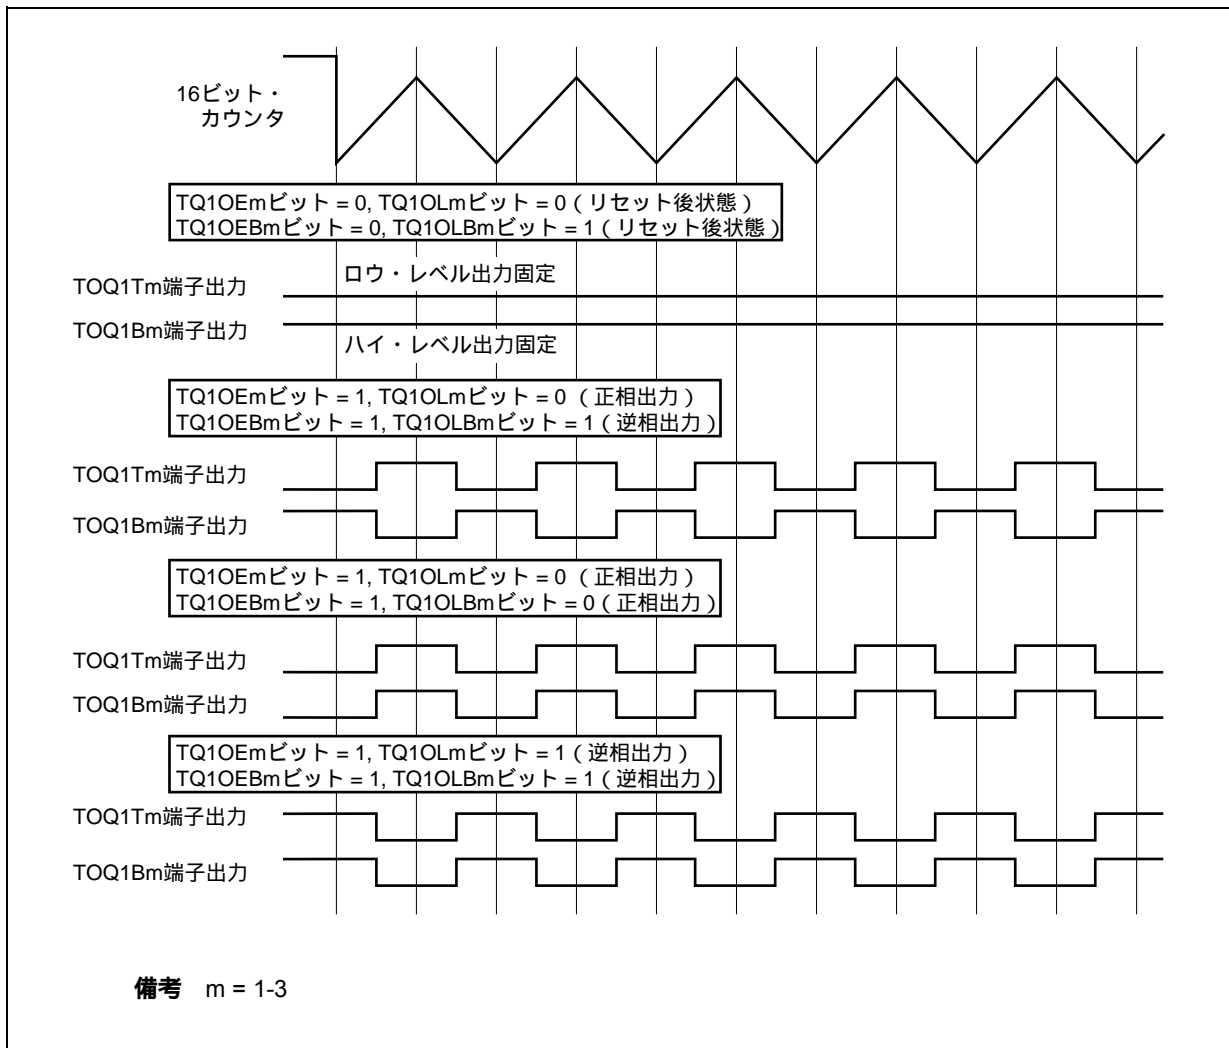 16ビット・
カウンタ
TQ1OEmビット = 0, TQ1OLmビット = 0 ( リセット後状態 )
TQ1OEBmビット = 0, TQ1OLBmビット = 1 ( リセット後状態 )
ロウ・レベル出力固定
TOQ1Tm端子出力
TOQ1Bm端子出力
ハイ・レベル出力固定
TQ1OEmビット = 1, TQ1OLmビット = 0 ( 正相出力 )
TQ1OEBmビット = 1, TQ1OLBmビット = 1 ( 逆相出力 )
TOQ1Tm端子出力
TOQ1Bm端子出力
TQ1OEmビット = 1, TQ1OLmビット = 0 ( 正相出力 )
TQ1OEBmビット = 1, TQ1OLBmビット = 0 ( 正相出力 )
TOQ1Tm端子出力
TOQ1Bm端子出力
TQ1OEmビット = 1, TQ1OLmビット = 1 ( 逆相出力 )
TQ1OEBmビット = 1, TQ1OLBmビット = 1 ( 逆相出力 )
TOQ1Tm端子出力
TOQ1Bm端子出力
備考 m = 1-3